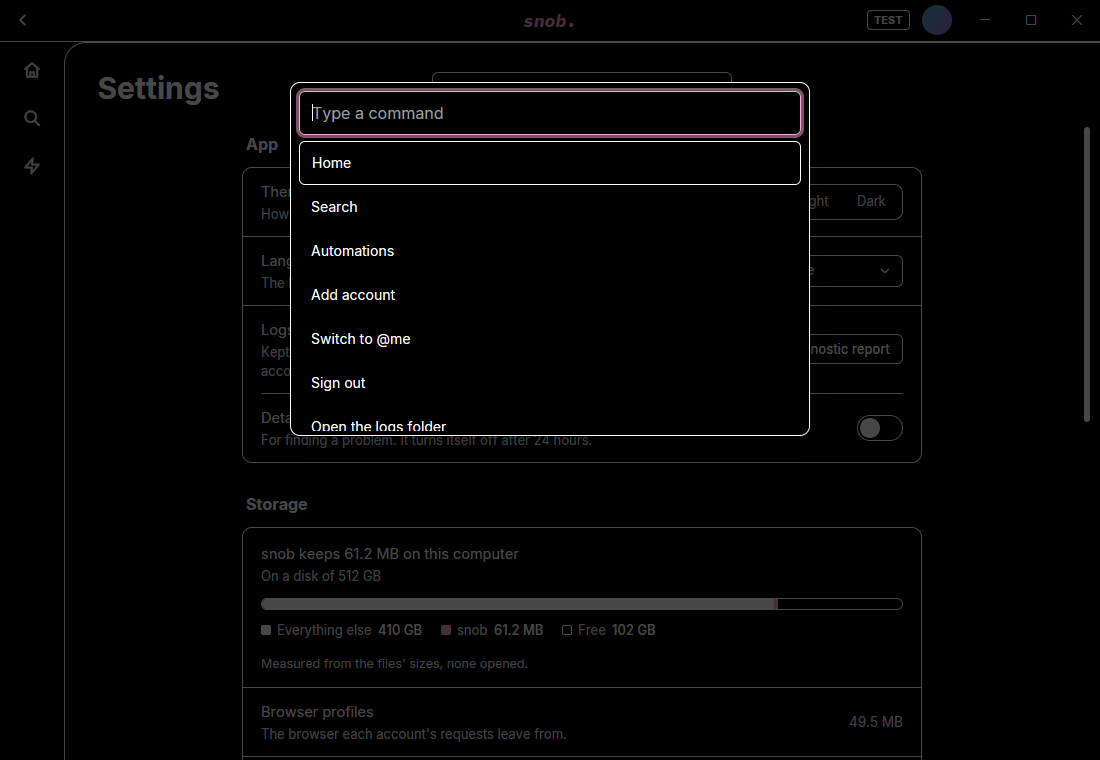 snob.
TEST
Settings
Type a command
Home
Search
Automations
Add account
Switch to @me
Sign out
Open the logs folder
App
How
Dark
The
Logs
Kept
nostic report
For finding a problem. It turns itself off after 24 hours.
Storage
snob keeps 61.2 MB on this computer
On a disk of 512 GB
Everything else 410 GB snob 61.2 MB Free 102 GB
Measured from the files' sizes, none opened.
Browser profiles
49.5 MB
The browser each account's requests leave from.